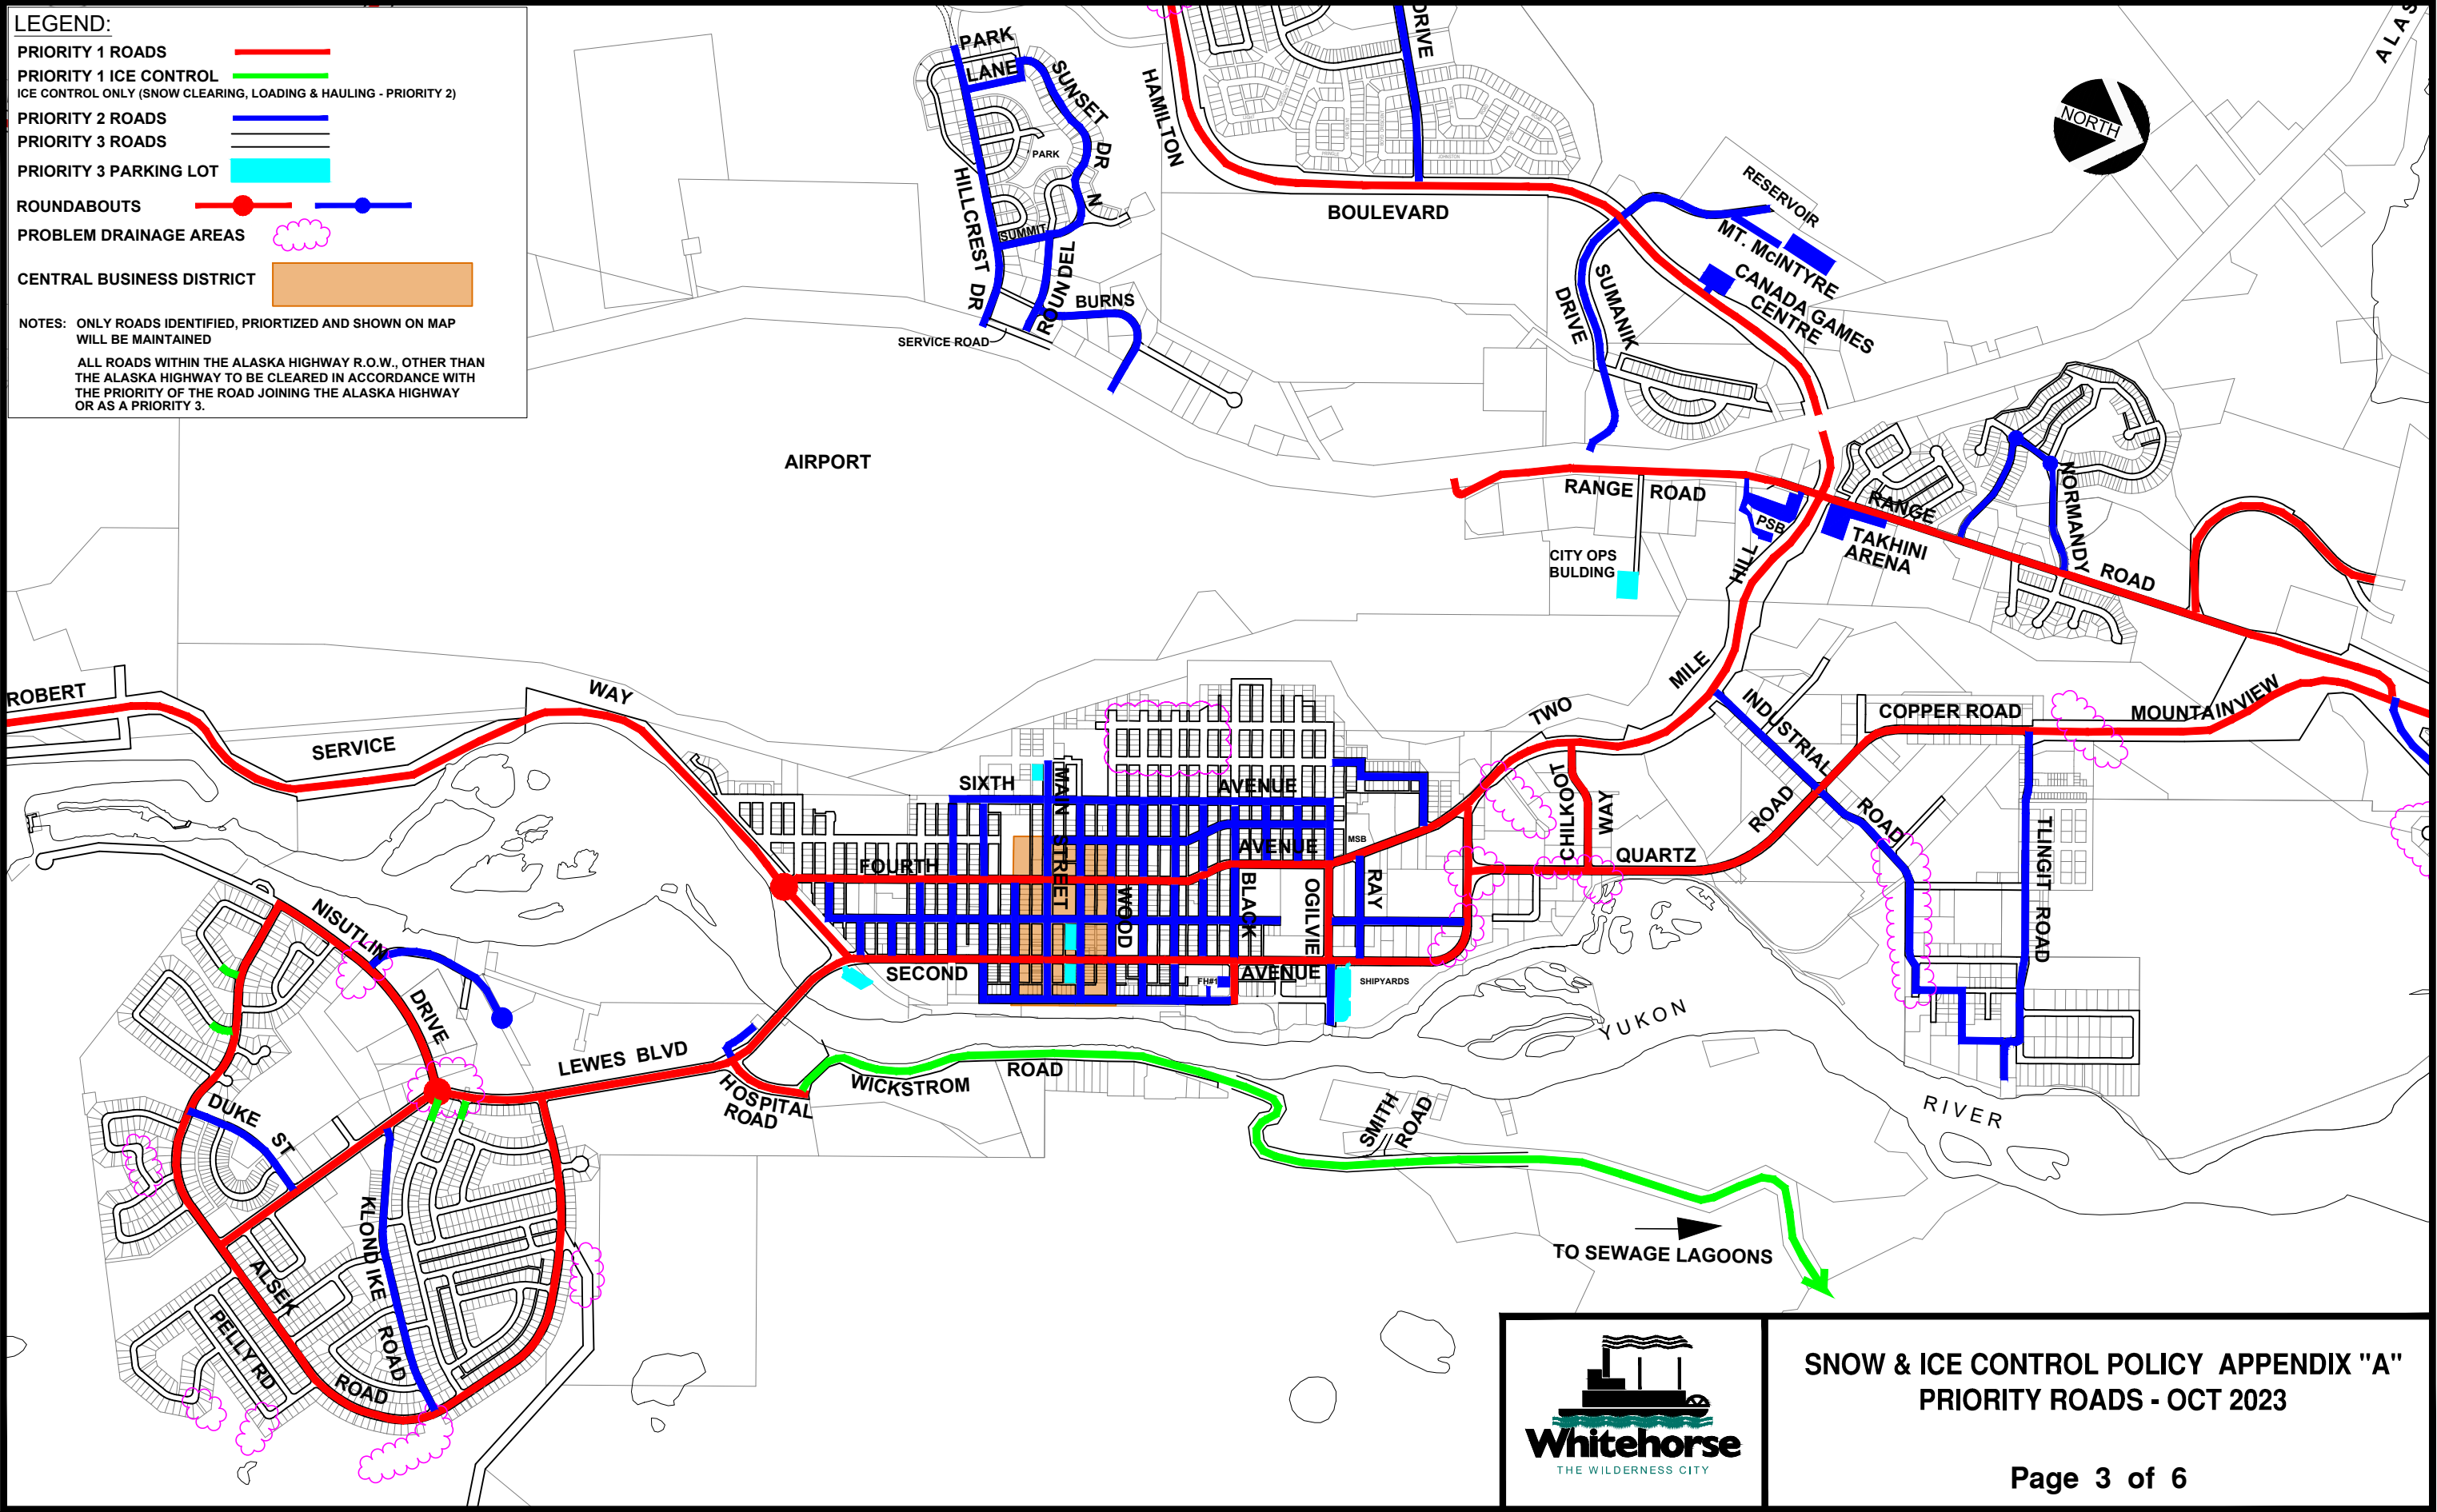 LEGEND:
PRIORITY 1 ROADS
PRIORITY 1 ICE CONTROL
ICE CONTROL ONLY (SNOW CLEARING, LOADING & HAULING - PRIORITY 2)
PRIORITY 2 ROADS
PRIORITY 3 ROADS
PRIORITY 3 PARKING LOT
ROUNDABOUTS
PROBLEM DRAINAGE AREAS
CENTRAL BUSINESS DISTRICT
NOTES: ONLY ROADS IDENTIFIED, PRIORTIZED AND SHOWN ON MAP
WILL BE MAINTAINED
ALL ROADS WITHIN THE ALASKA HIGHWAY R.O.W., OTHER THAN
THE ALASKA HIGHWAY TO BE CLEARED IN ACCORDANCE WITH
THE PRIORITY OF THE ROAD JOINING THE ALASKA HIGHWAY
OR AS A PRIORITY 3.
PARK
LANE
SUNSET
DR
N
PARK
HILLCREST DR
SUMMIT
ROUNDEL
BURNS
SERVICE ROAD
HAMILTON
BOULEVARD
DRIVE
ALAS
NORTH
RESERVOIR
MT. McINTYRE
CANADA GAMES
CENTRE
SUMANIK
DRIVE
AIRPORT
RANGE ROAD
PSB
CITY OPS
BULDING
HILL
RANGE
ROAD
TAKHINI
ARENA
NORMANDY
ROBERT
SERVICE
WAY
TWO
MILE
INDUSTRIAL
ROAD
COPPER ROAD
MOUNTAINVIEW
CHILKOOT
WAY
QUARTZ
ROAD
TLINGIT ROAD
SIXTH
AVENUE
MAIN STREET
FOURTH
AVENUE
MSB
WOOD
BLACK
OGILVIE
RAY
SECOND
AVENUE
FH#1
SHIPYARDS
NISUTLIN
DRIVE
LEWES BLVD
HOSPITAL
ROAD
WICKSTROM
ROAD
SMITH
ROAD
YUKON
RIVER
DUKE ST
KLONDIKE
ROAD
ALSEK
ROAD
PELLY RD
TO SEWAGE LAGOONS
Whitehorse
THE WILDERNESS CITY
SNOW & ICE CONTROL POLICY APPENDIX "A"
PRIORITY ROADS - OCT 2023
Page 3 of 6